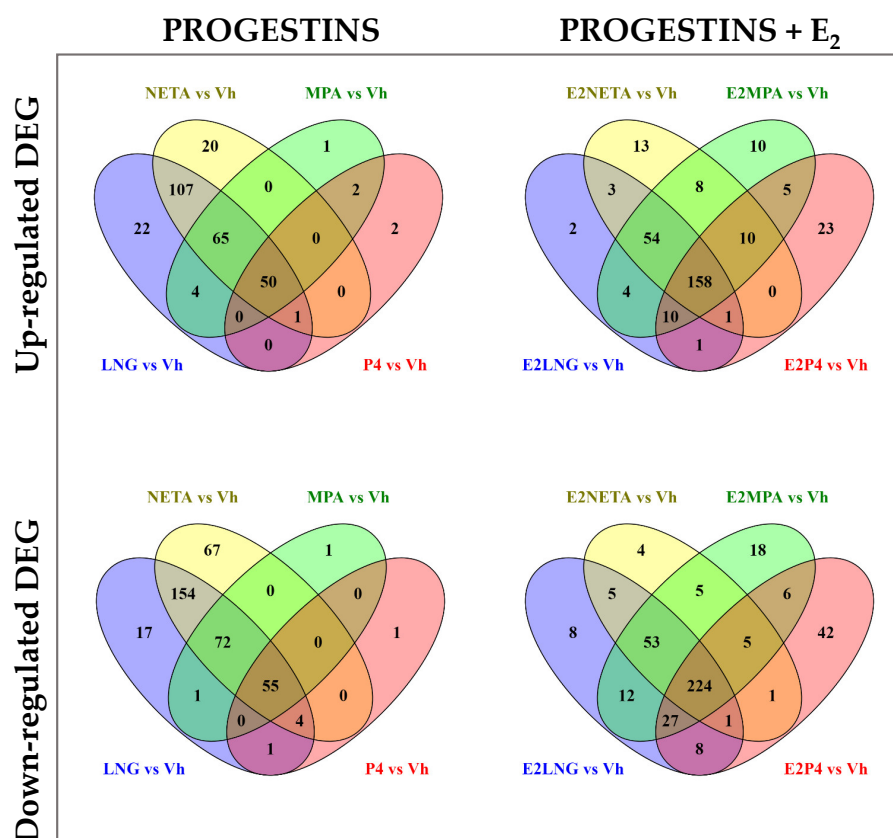 PROGESTINS PROGESTINS + E₂
Up-regulated DEG
NETA vs Vh MPA vs Vh
20 1
107 0 2
22 65 0 2
50
4 0 1 0
0
LNG vs Vh P4 vs Vh
E2NETA vs Vh E2MPA vs Vh
13 10
3 8 5
2 54 10 23
158
4 10 1 0
1
E2LNG vs Vh E2P4 vs Vh
Down-regulated DEG
NETA vs Vh MPA vs Vh
67 1
154 0 0
17 72 0 1
55
1 0 4 0
1
LNG vs Vh P4 vs Vh
E2NETA vs Vh E2MPA vs Vh
4 18
5 5 6
8 53 5 42
224
12 27 1 1
8
E2LNG vs Vh E2P4 vs Vh